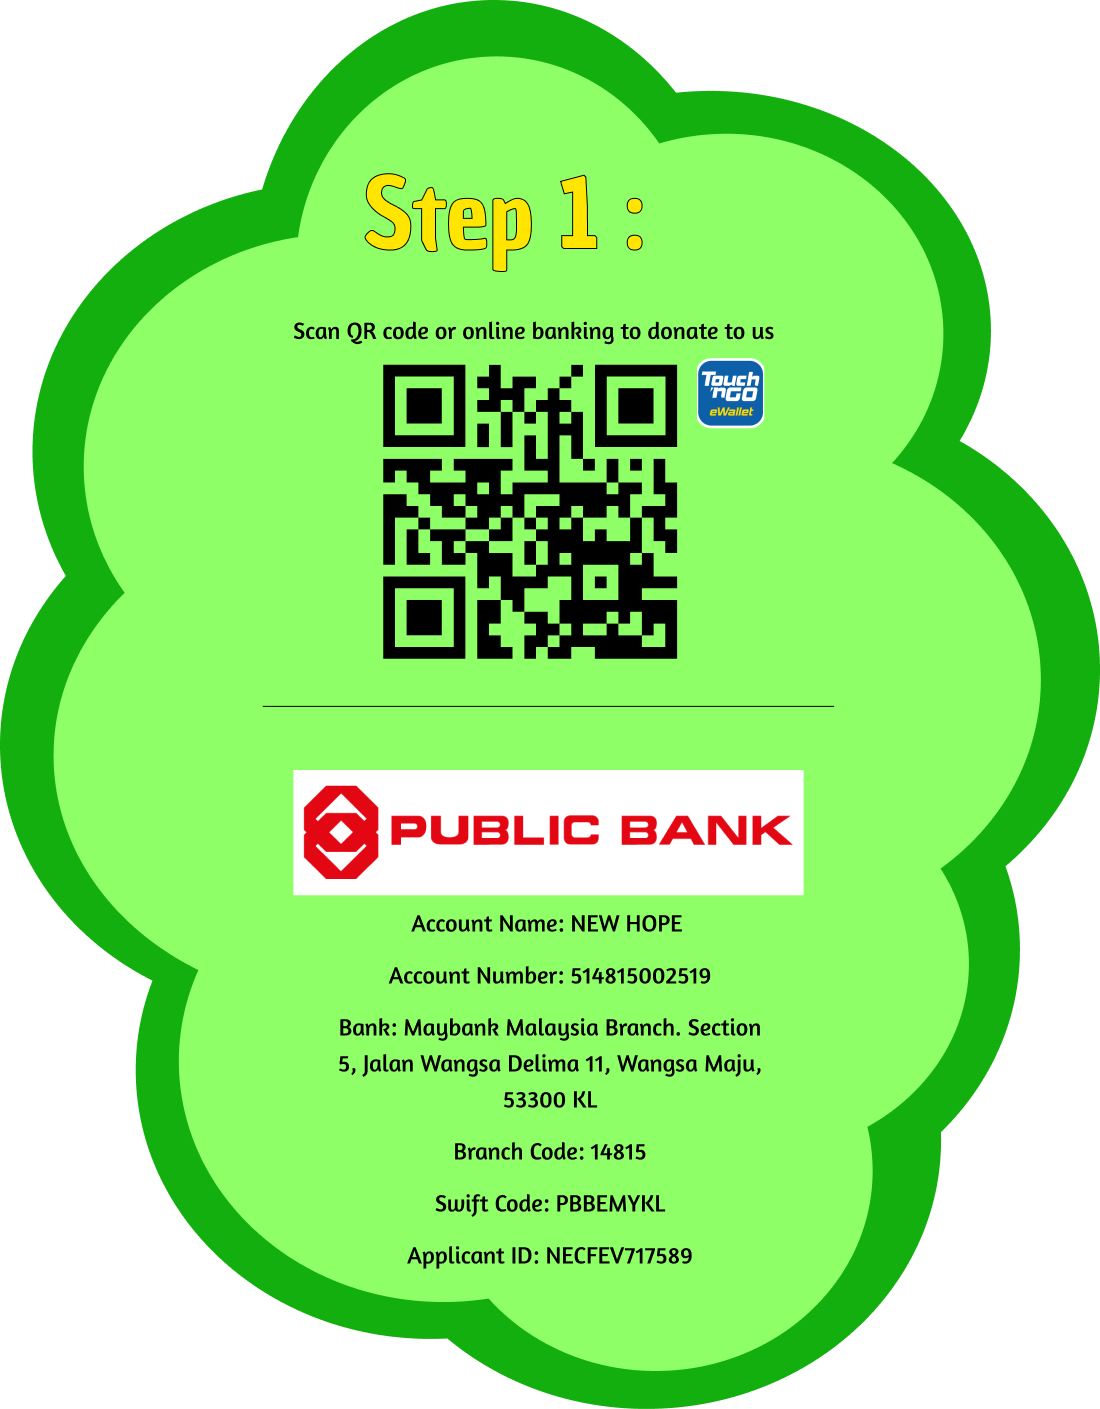 Step 1 :
Scan QR code or online banking to donate to us
Touch
'nGO
eWallet
PUBLIC BANK
Account Name: NEW HOPE
Account Number: 514815002519
Bank: Maybank Malaysia Branch. Section
5, Jalan Wangsa Delima 11, Wangsa Maju,
53300 KL
Branch Code: 14815
Swift Code: PBBEMYKL
Applicant ID: NECFEV717589